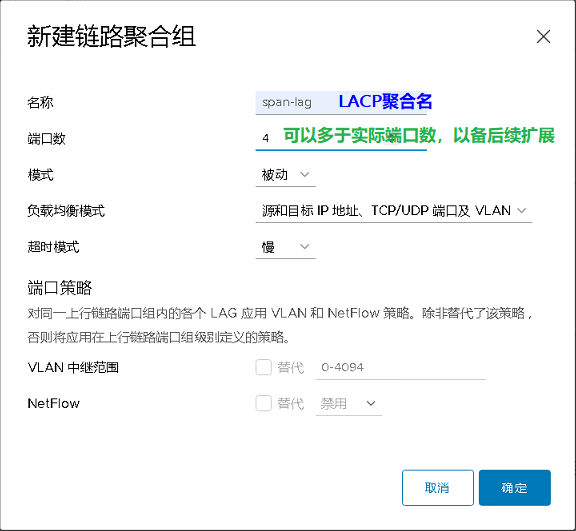 新建链路聚合组
名称 span-lag LACP聚合名
端口数 4 可以多于实际端口数，以备后续扩展
模式 被动
负载均衡模式 源和目标 IP 地址、TCP/UDP 端口及 VLAN
超时模式 慢
端口策略
对同一上行链路端口组内的各个 LAG 应用 VLAN 和 NetFlow 策略。除非替代了该策略，
否则将应用在上行链路端口组级别定义的策略。
VLAN 中继范围 替代 0-4094
NetFlow 替代 禁用
取消 确定